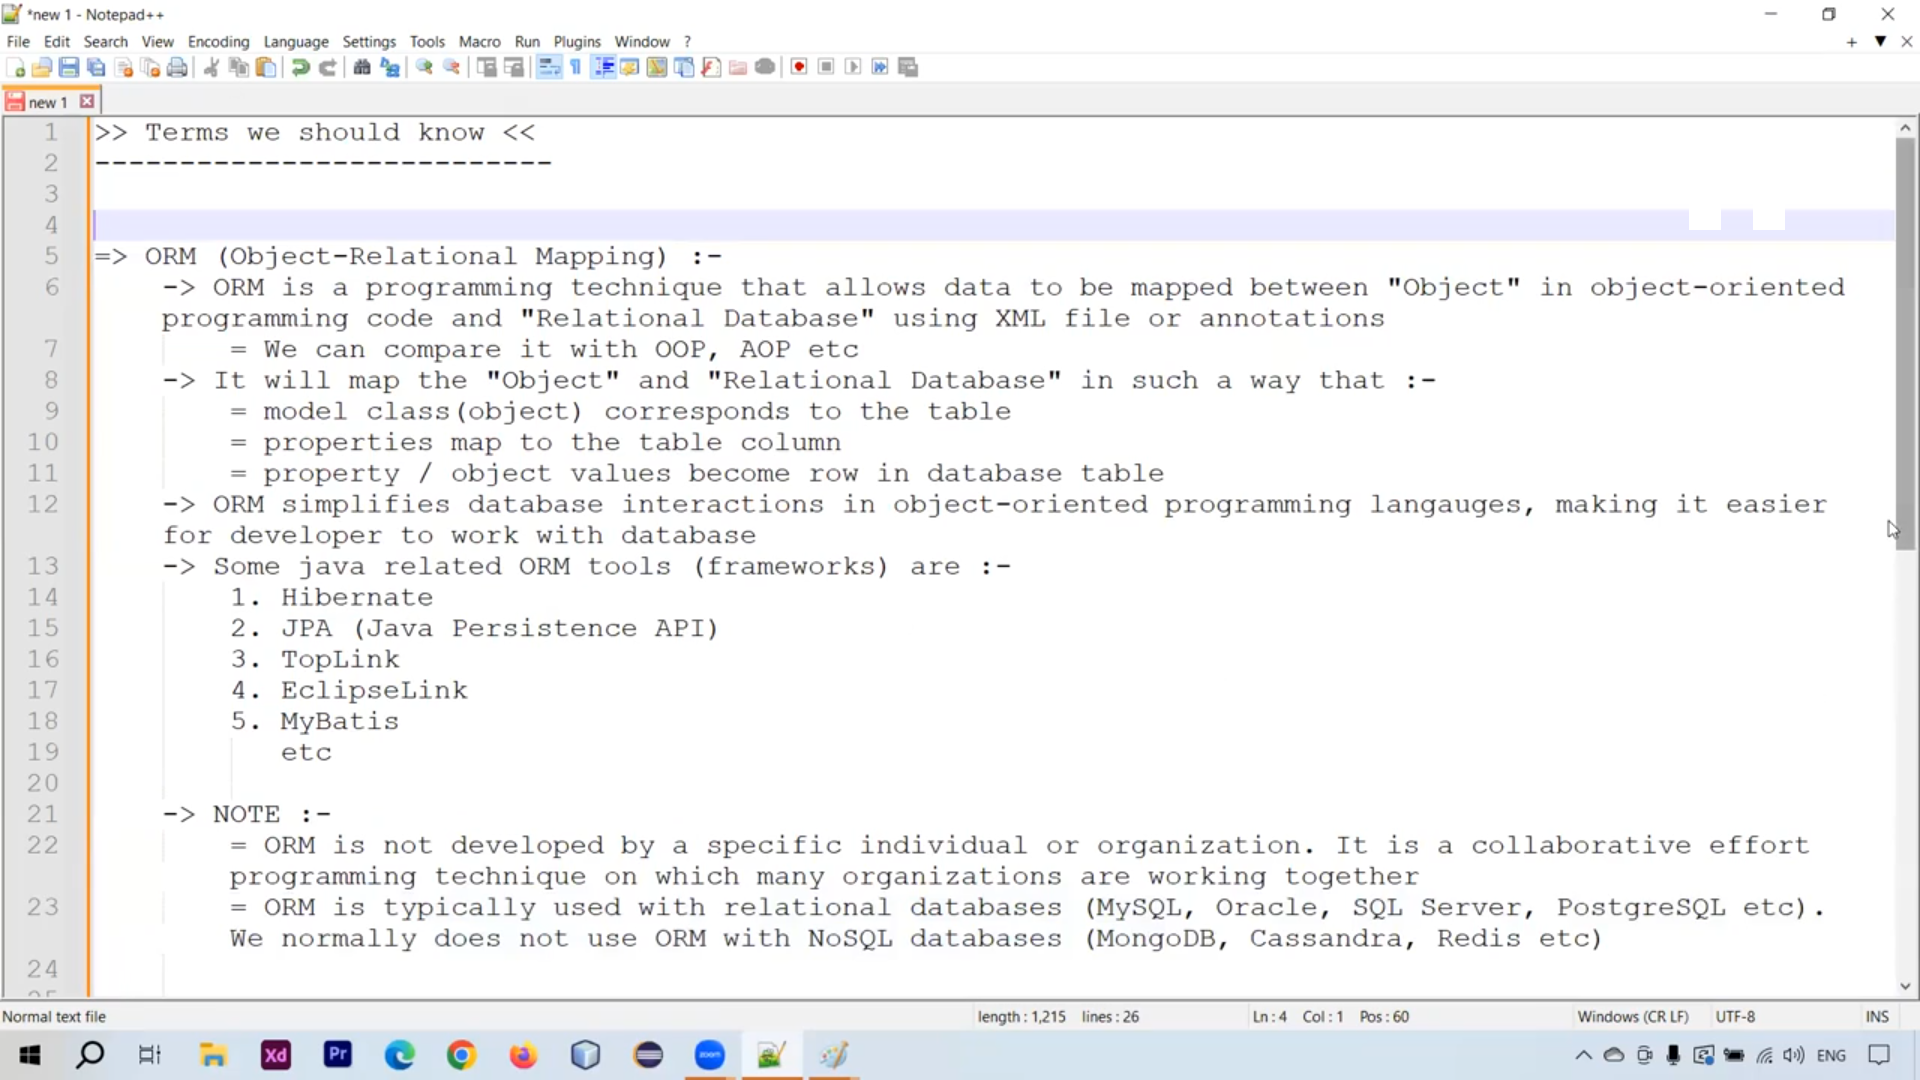 *new 1 - Notepad++
File Edit Search View Encoding Language Settings Tools Macro Run Plugins Window ?
new 1
1 >> Terms we should know <<
2 ---------------------------
3
4
5 => ORM (Object-Relational Mapping) :-
6 -> ORM is a programming technique that allows data to be mapped between "Object" in object-oriented
programming code and "Relational Database" using XML file or annotations
7 = We can compare it with OOP, AOP etc
8 -> It will map the "Object" and "Relational Database" in such a way that :-
9 = model class(object) corresponds to the table
10 = properties map to the table column
11 = property / object values become row in database table
12 -> ORM simplifies database interactions in object-oriented programming langauges, making it easier
for developer to work with database
13 -> Some java related ORM tools (frameworks) are :-
14 1. Hibernate
15 2. JPA (Java Persistence API)
16 3. TopLink
17 4. EclipseLink
18 5. MyBatis
19 etc
20
21 -> NOTE :-
22 = ORM is not developed by a specific individual or organization. It is a collaborative effort
programming technique on which many organizations are working together
23 = ORM is typically used with relational databases (MySQL, Oracle, SQL Server, PostgreSQL etc).
We normally does not use ORM with NoSQL databases (MongoDB, Cassandra, Redis etc)
24
Normal text file length : 1,215 lines : 26 Ln : 4 Col : 1 Pos : 60 Windows (CR LF) UTF-8 INS
Xd Pr zoom ENG